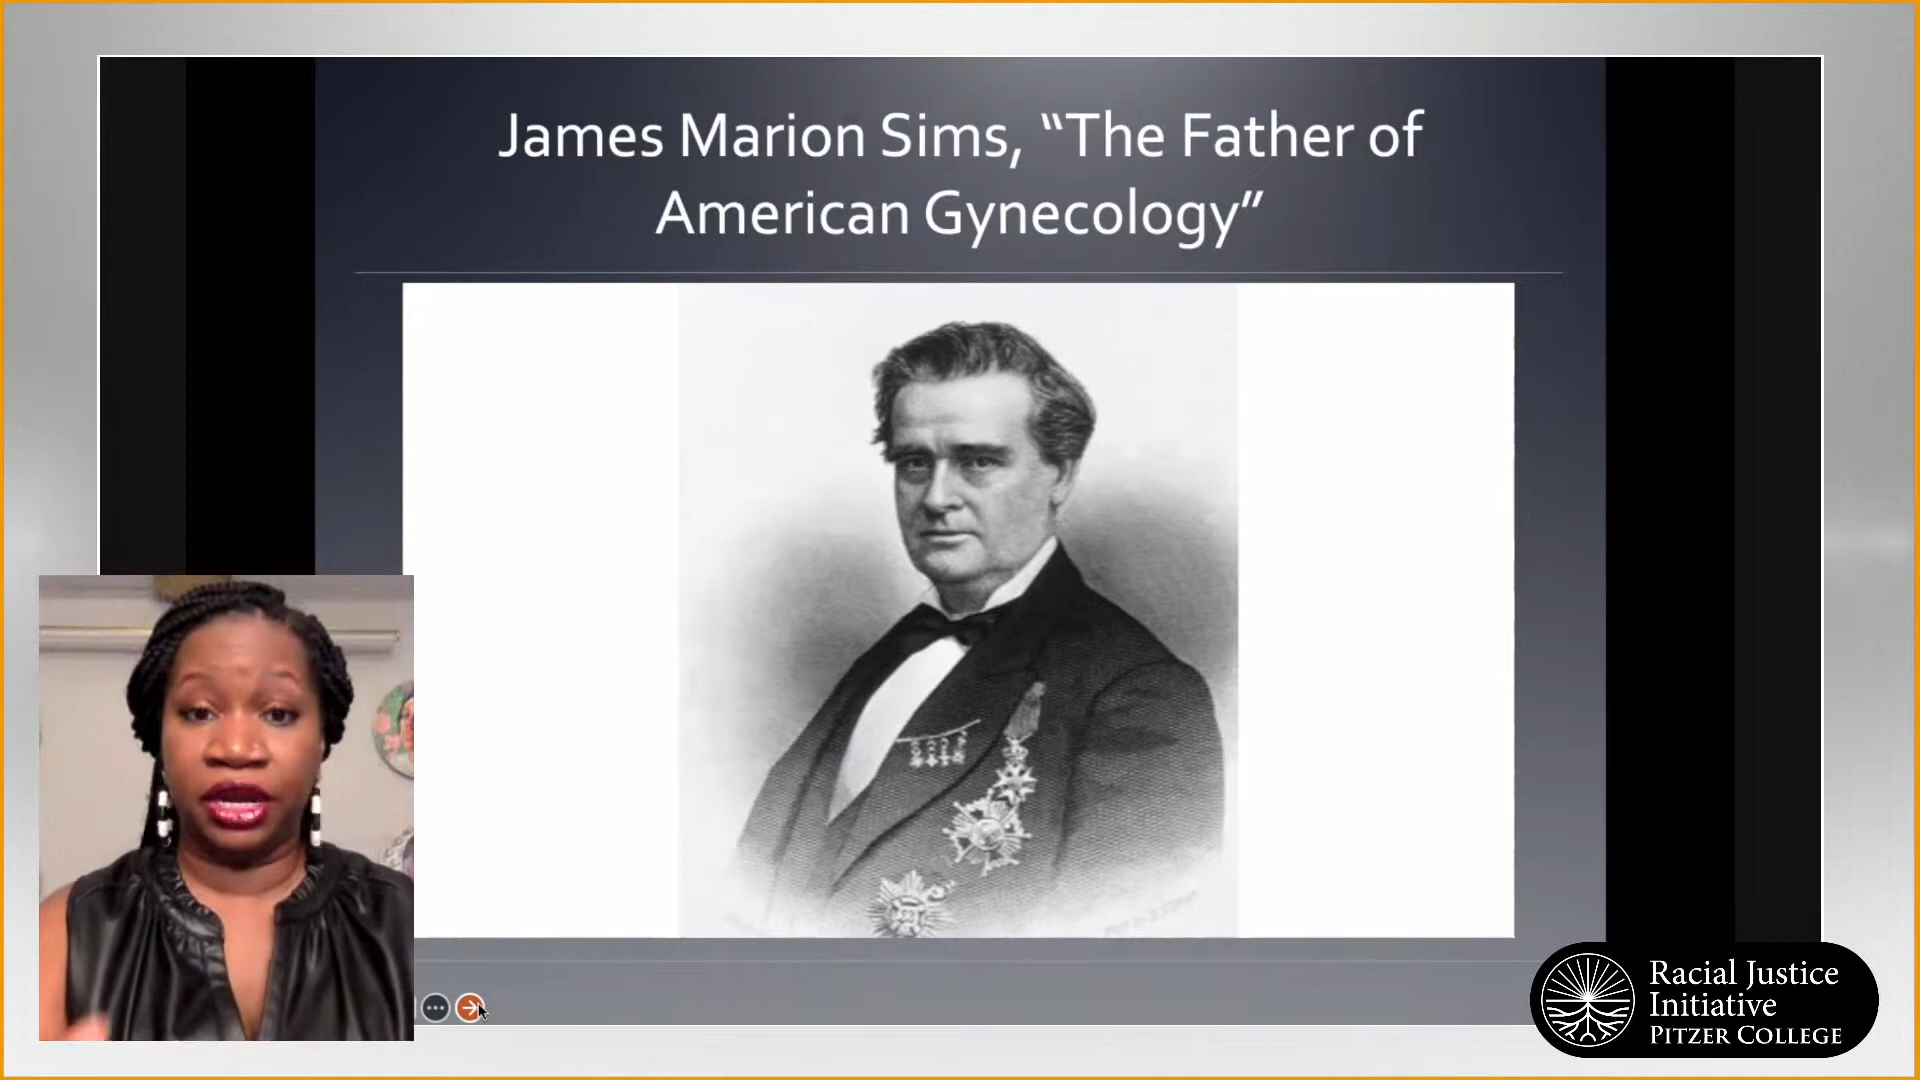 James Marion Sims, “The Father of
American Gynecology”
Racial Justice
Initiative
PITZER COLLEGE